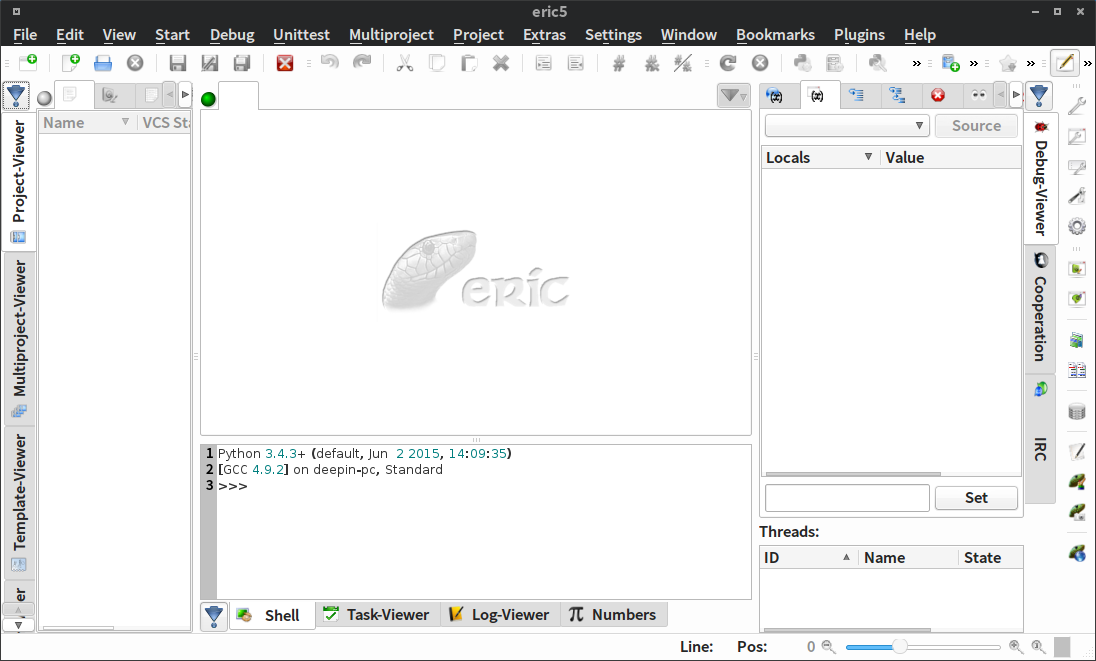 eric5
File Edit View Start Debug Unittest Multiproject Project Extras Settings Window Bookmarks Plugins Help
Project-Viewer
Multiproject-Viewer
Template-Viewer
er
Name VCS Sta
eric
1 Python 3.4.3+ (default, Jun 2 2015, 14:09:35)
2 [GCC 4.9.2] on deepin-pc, Standard
3 >>>
Shell Task-Viewer Log-Viewer Numbers
Source
Locals Value
Set
Threads:
ID Name State
Debug-Viewer
Cooperation
IRC
Line: Pos: 0